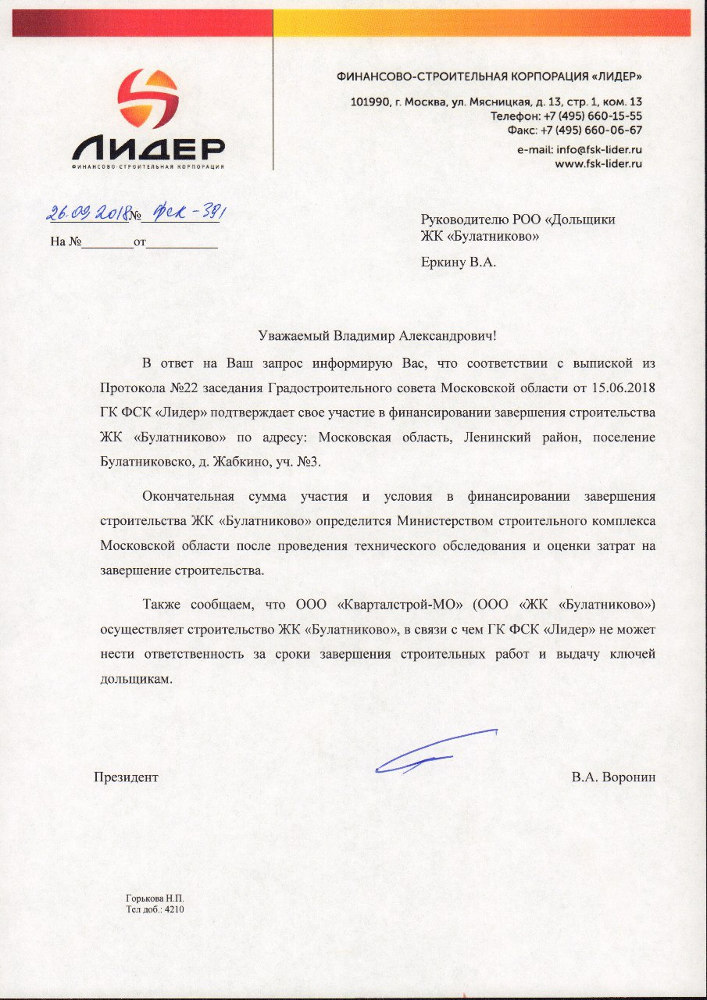 ЛИДЕР
ФИНАНСОВО-СТРОИТЕЛЬНАЯ КОРПОРАЦИЯ
ФИНАНСОВО-СТРОИТЕЛЬНАЯ КОРПОРАЦИЯ «ЛИДЕР»
101990, г. Москва, ул. Мясницкая, д. 13, стр. 1, ком. 13
Телефон: +7 (495) 660-15-55
Факс: +7 (495) 660-06-67
e-mail: info@fsk-lider.ru
www.fsk-lider.ru
26.09.2018 № фск-391
На №________от___________
Руководителю РОО «Дольщики
ЖК «Булатниково»
Еркину В.А.
Уважаемый Владимир Александрович!
В ответ на Ваш запрос информирую Вас, что соответствии с выпиской из
Протокола №22 заседания Градостроительного совета Московской области от 15.06.2018
ГК ФСК «Лидер» подтверждает свое участие в финансировании завершения строительства
ЖК «Булатниково» по адресу: Московская область, Ленинский район, поселение
Булатниковско, д. Жабкино, уч. №3.
Окончательная сумма участия и условия в финансировании завершения
строительства ЖК «Булатниково» определится Министерством строительного комплекса
Московской области после проведения технического обследования и оценки затрат на
завершение строительства.
Также сообщаем, что ООО «Кварталстрой-МО» (ООО «ЖК «Булатниково»)
осуществляет строительство ЖК «Булатниково», в связи с чем ГК ФСК «Лидер» не может
нести ответственность за сроки завершения строительных работ и выдачу ключей
дольщикам.
Президент В.А. Воронин
Горькова Н.П.
Тел доб.: 4210